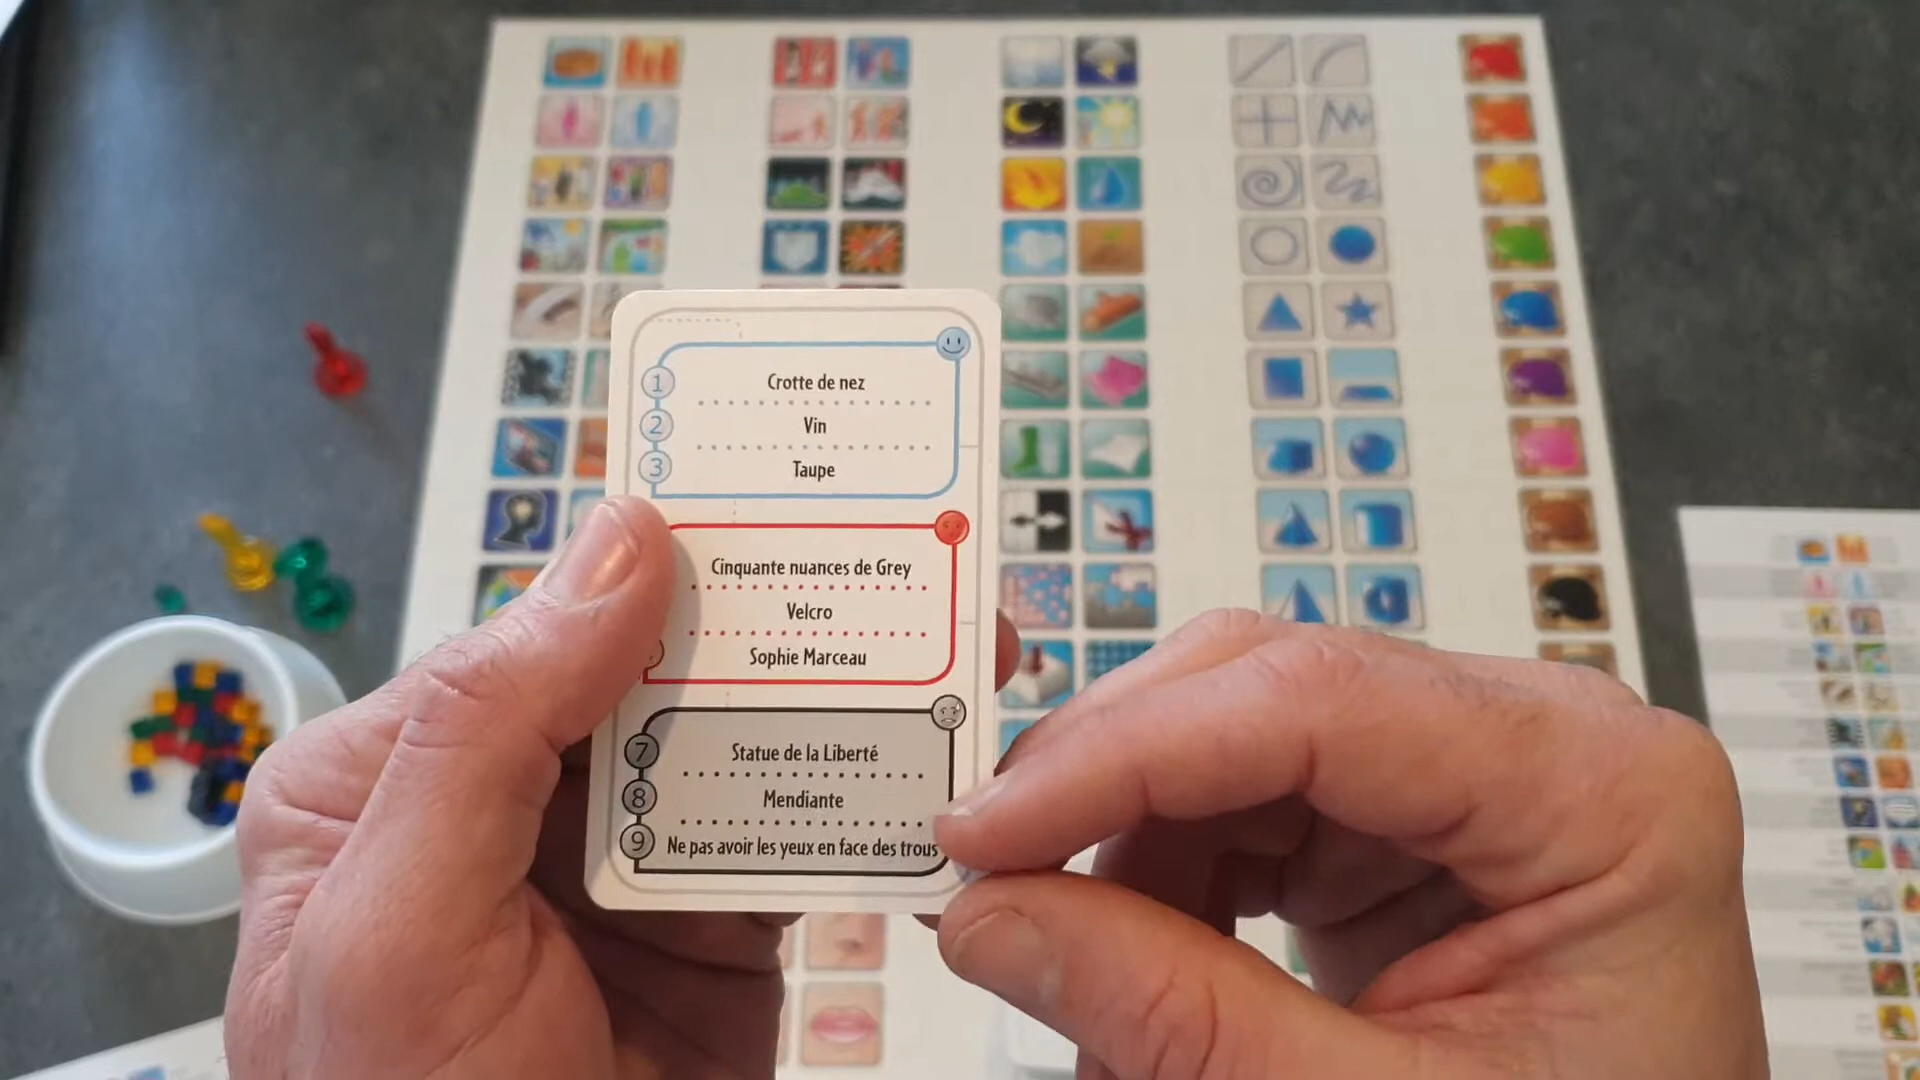 1 Crotte de nez
2 Vin
3 Taupe
Cinquante nuances de Grey
Velcro
Sophie Marceau
7 Statue de la Liberté
8 Mendiante
9 Ne pas avoir les yeux en face des trous